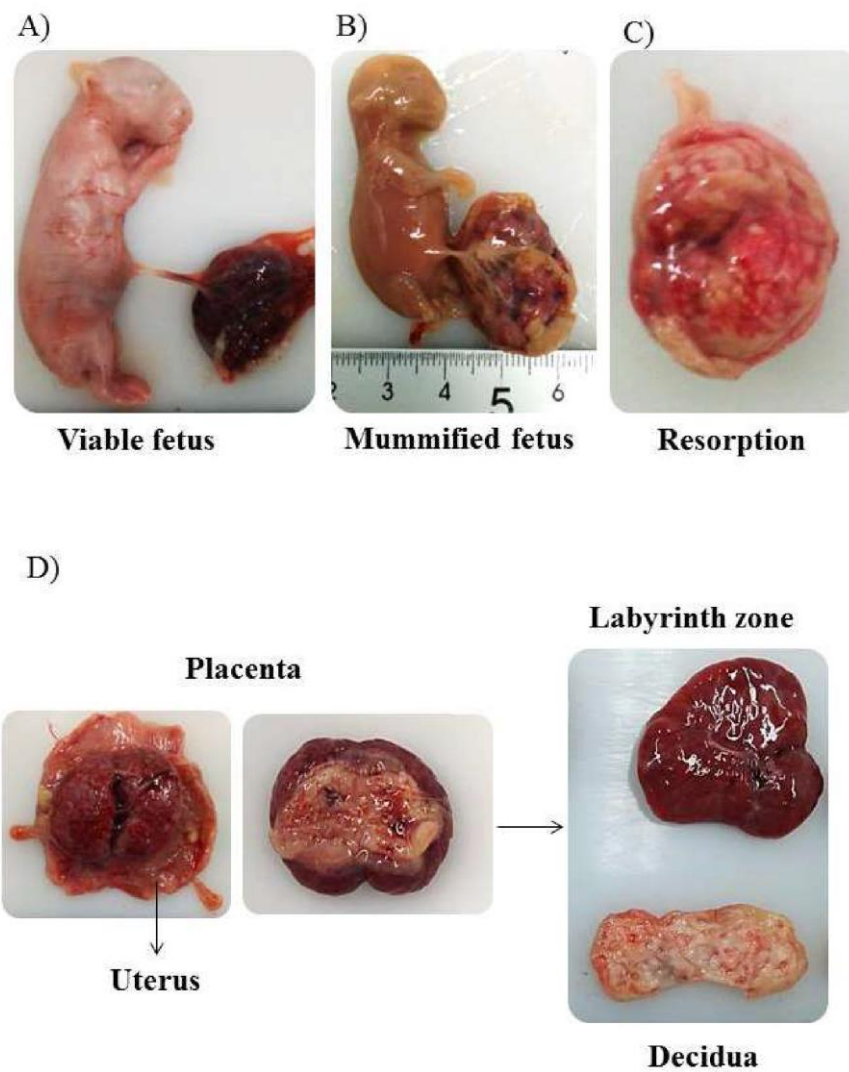 A)
B)
C)
2 3 4 5 6
Viable fetus
Mummified fetus
Resorption
D)
Labyrinth zone
Placenta
Uterus
Decidua